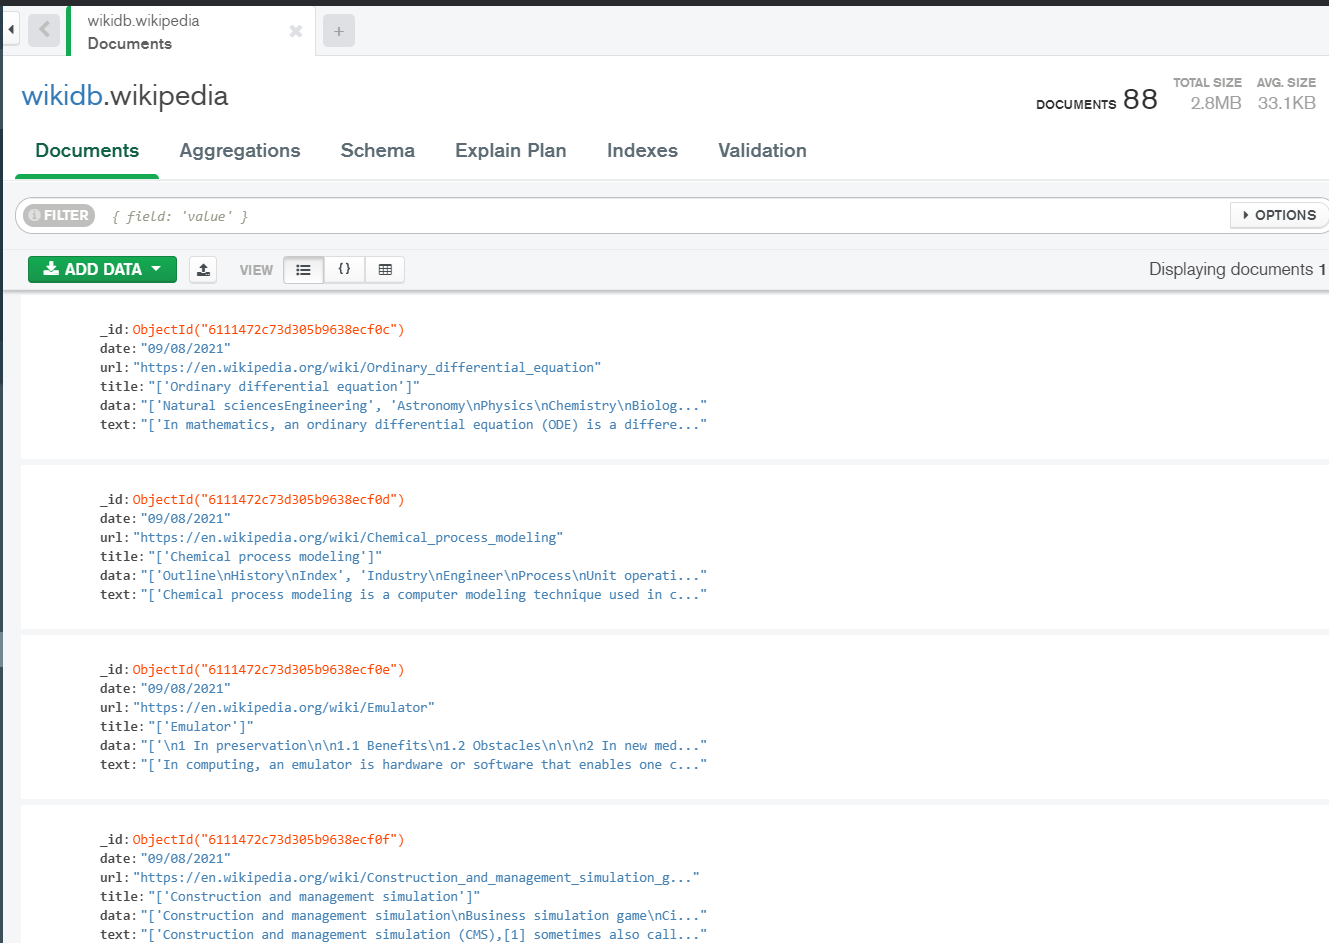 wikidb.wikipedia
Documents
wikidb.wikipedia
DOCUMENTS 88
TOTAL SIZE
2.8MB
AVG. SIZE
33.1KB
Documents
Aggregations
Schema
Explain Plan
Indexes
Validation
FILTER
{ field: 'value' }
OPTIONS
ADD DATA
VIEW
{}
Displaying documents 1
_id: ObjectId("6111472c73d305b9638ecf0c")
date: "09/08/2021"
url: "https://en.wikipedia.org/wiki/Ordinary_differential_equation"
title: "['Ordinary differential equation']"
data: "['Natural sciencesEngineering', 'Astronomy\nPhysics\nChemistry\nBiolog..."
text: "['In mathematics, an ordinary differential equation (ODE) is a differe..."
_id: ObjectId("6111472c73d305b9638ecf0d")
date: "09/08/2021"
url: "https://en.wikipedia.org/wiki/Chemical_process_modeling"
title: "['Chemical process modeling']"
data: "['Outline\nHistory\nIndex', 'Industry\nEngineer\nProcess\nUnit operati..."
text: "['Chemical process modeling is a computer modeling technique used in c..."
_id: ObjectId("6111472c73d305b9638ecf0e")
date: "09/08/2021"
url: "https://en.wikipedia.org/wiki/Emulator"
title: "['Emulator']"
data: "['\n1 In preservation\n\n1.1 Benefits\n1.2 Obstacles\n\n\n2 In new med..."
text: "['In computing, an emulator is hardware or software that enables one c..."
_id: ObjectId("6111472c73d305b9638ecf0f")
date: "09/08/2021"
url: "https://en.wikipedia.org/wiki/Construction_and_management_simulation_g..."
title: "['Construction and management simulation']"
data: "['Construction and management simulation\nBusiness simulation game\nCi..."
text: "['Construction and management simulation (CMS),[1] sometimes also call..."